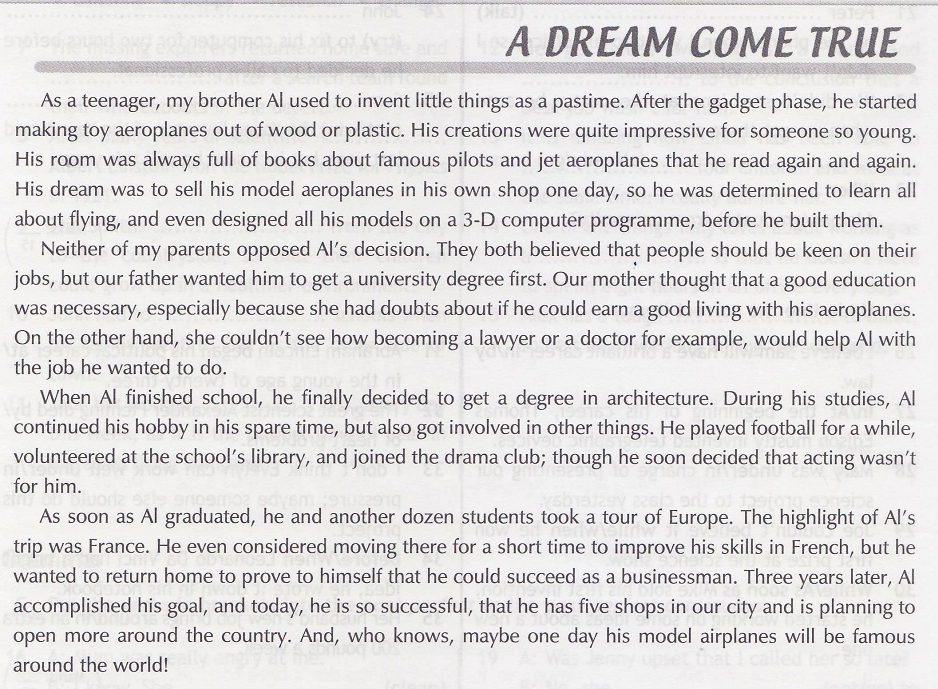 A DREAM COME TRUE
As a teenager, my brother Al used to invent little things as a pastime. After the gadget phase, he started
making toy aeroplanes out of wood or plastic. His creations were quite impressive for someone so young.
His room was always full of books about famous pilots and jet aeroplanes that he read again and again.
His dream was to sell his model aeroplanes in his own shop one day, so he was determined to learn all
about flying, and even designed all his models on a 3-D computer programme, before he built them.
Neither of my parents opposed Al's decision. They both believed that people should be keen on their
jobs, but our father wanted him to get a university degree first. Our mother thought that a good education
was necessary, especially because she had doubts about if he could earn a good living with his aeroplanes.
On the other hand, she couldn't see how becoming a lawyer or a doctor for example, would help Al with
the job he wanted to do.
When Al finished school, he finally decided to get a degree in architecture. During his studies, Al
continued his hobby in his spare time, but also got involved in other things. He played football for a while,
volunteered at the school's library, and joined the drama club; though he soon decided that acting wasn't
for him.
As soon as Al graduated, he and another dozen students took a tour of Europe. The highlight of Al's
trip was France. He even considered moving there for a short time to improve his skills in French, but he
wanted to return home to prove to himself that he could succeed as a businessman. Three years later, Al
accomplished his goal, and today, he is so successful, that he has five shops in our city and is planning to
open more around the country. And, who knows, maybe one day his model airplanes will be famous
around the world!